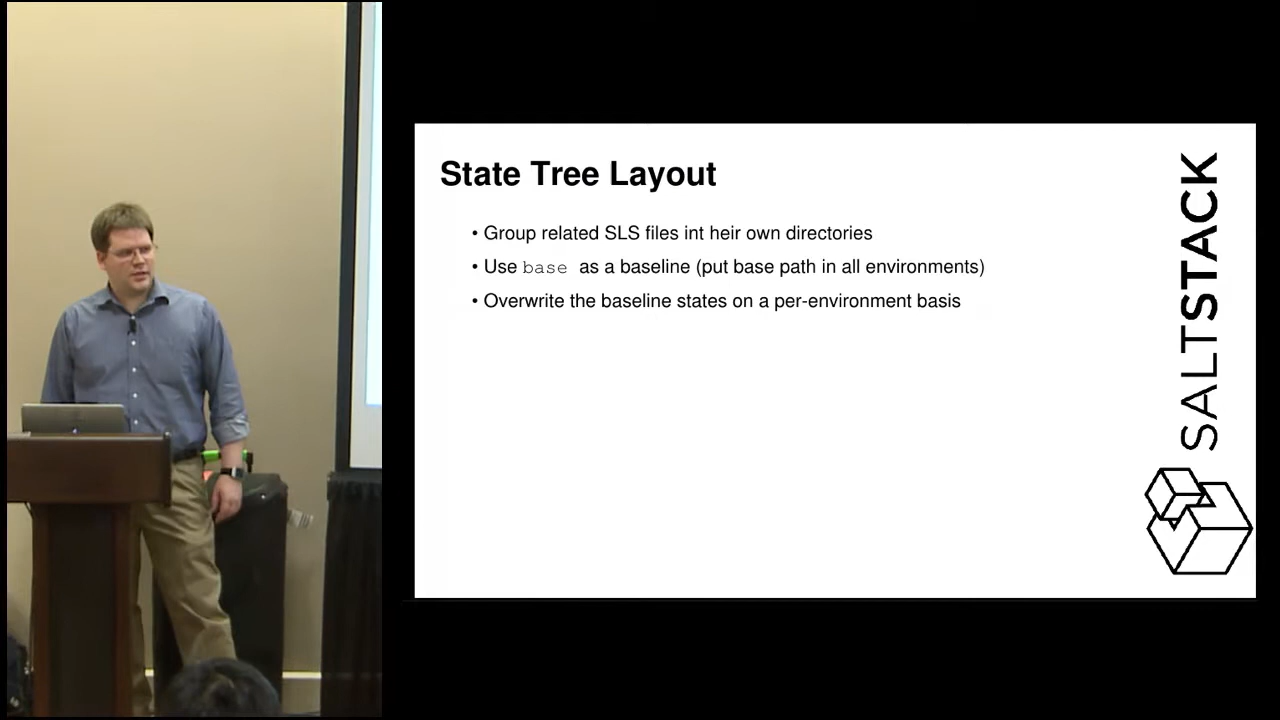 State Tree Layout
• Group related SLS files int heir own directories
• Use base as a baseline (put base path in all environments)
• Overwrite the baseline states on a per-environment basis
SALTSTACK